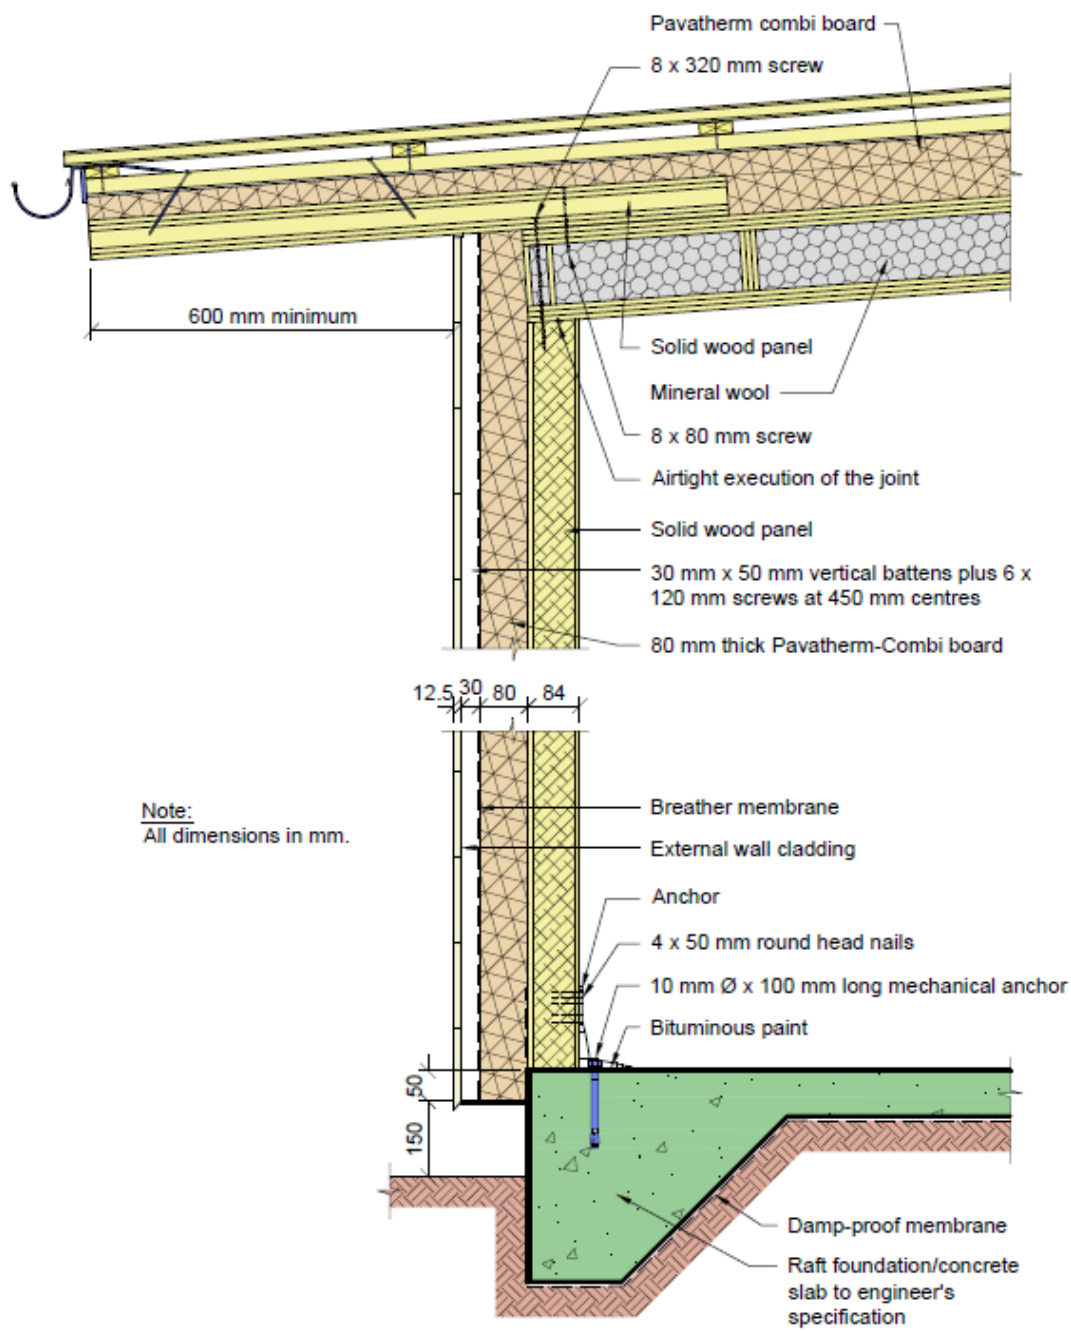 Pavatherm combi board
8 x 320 mm screw
600 mm minimum
Solid wood panel
Mineral wool
8 x 80 mm screw
Airtight execution of the joint
Solid wood panel
30 mm x 50 mm vertical battens plus 6 x
120 mm screws at 450 mm centres
80 mm thick Pavatherm-Combi board
12.5 30 80 84
Note:
All dimensions in mm.
Breather membrane
External wall cladding
Anchor
4 x 50 mm round head nails
10 mm Ø x 100 mm long mechanical anchor
Bituminous paint
50
150
Damp-proof membrane
Raft foundation/concrete
slab to engineer's
specification